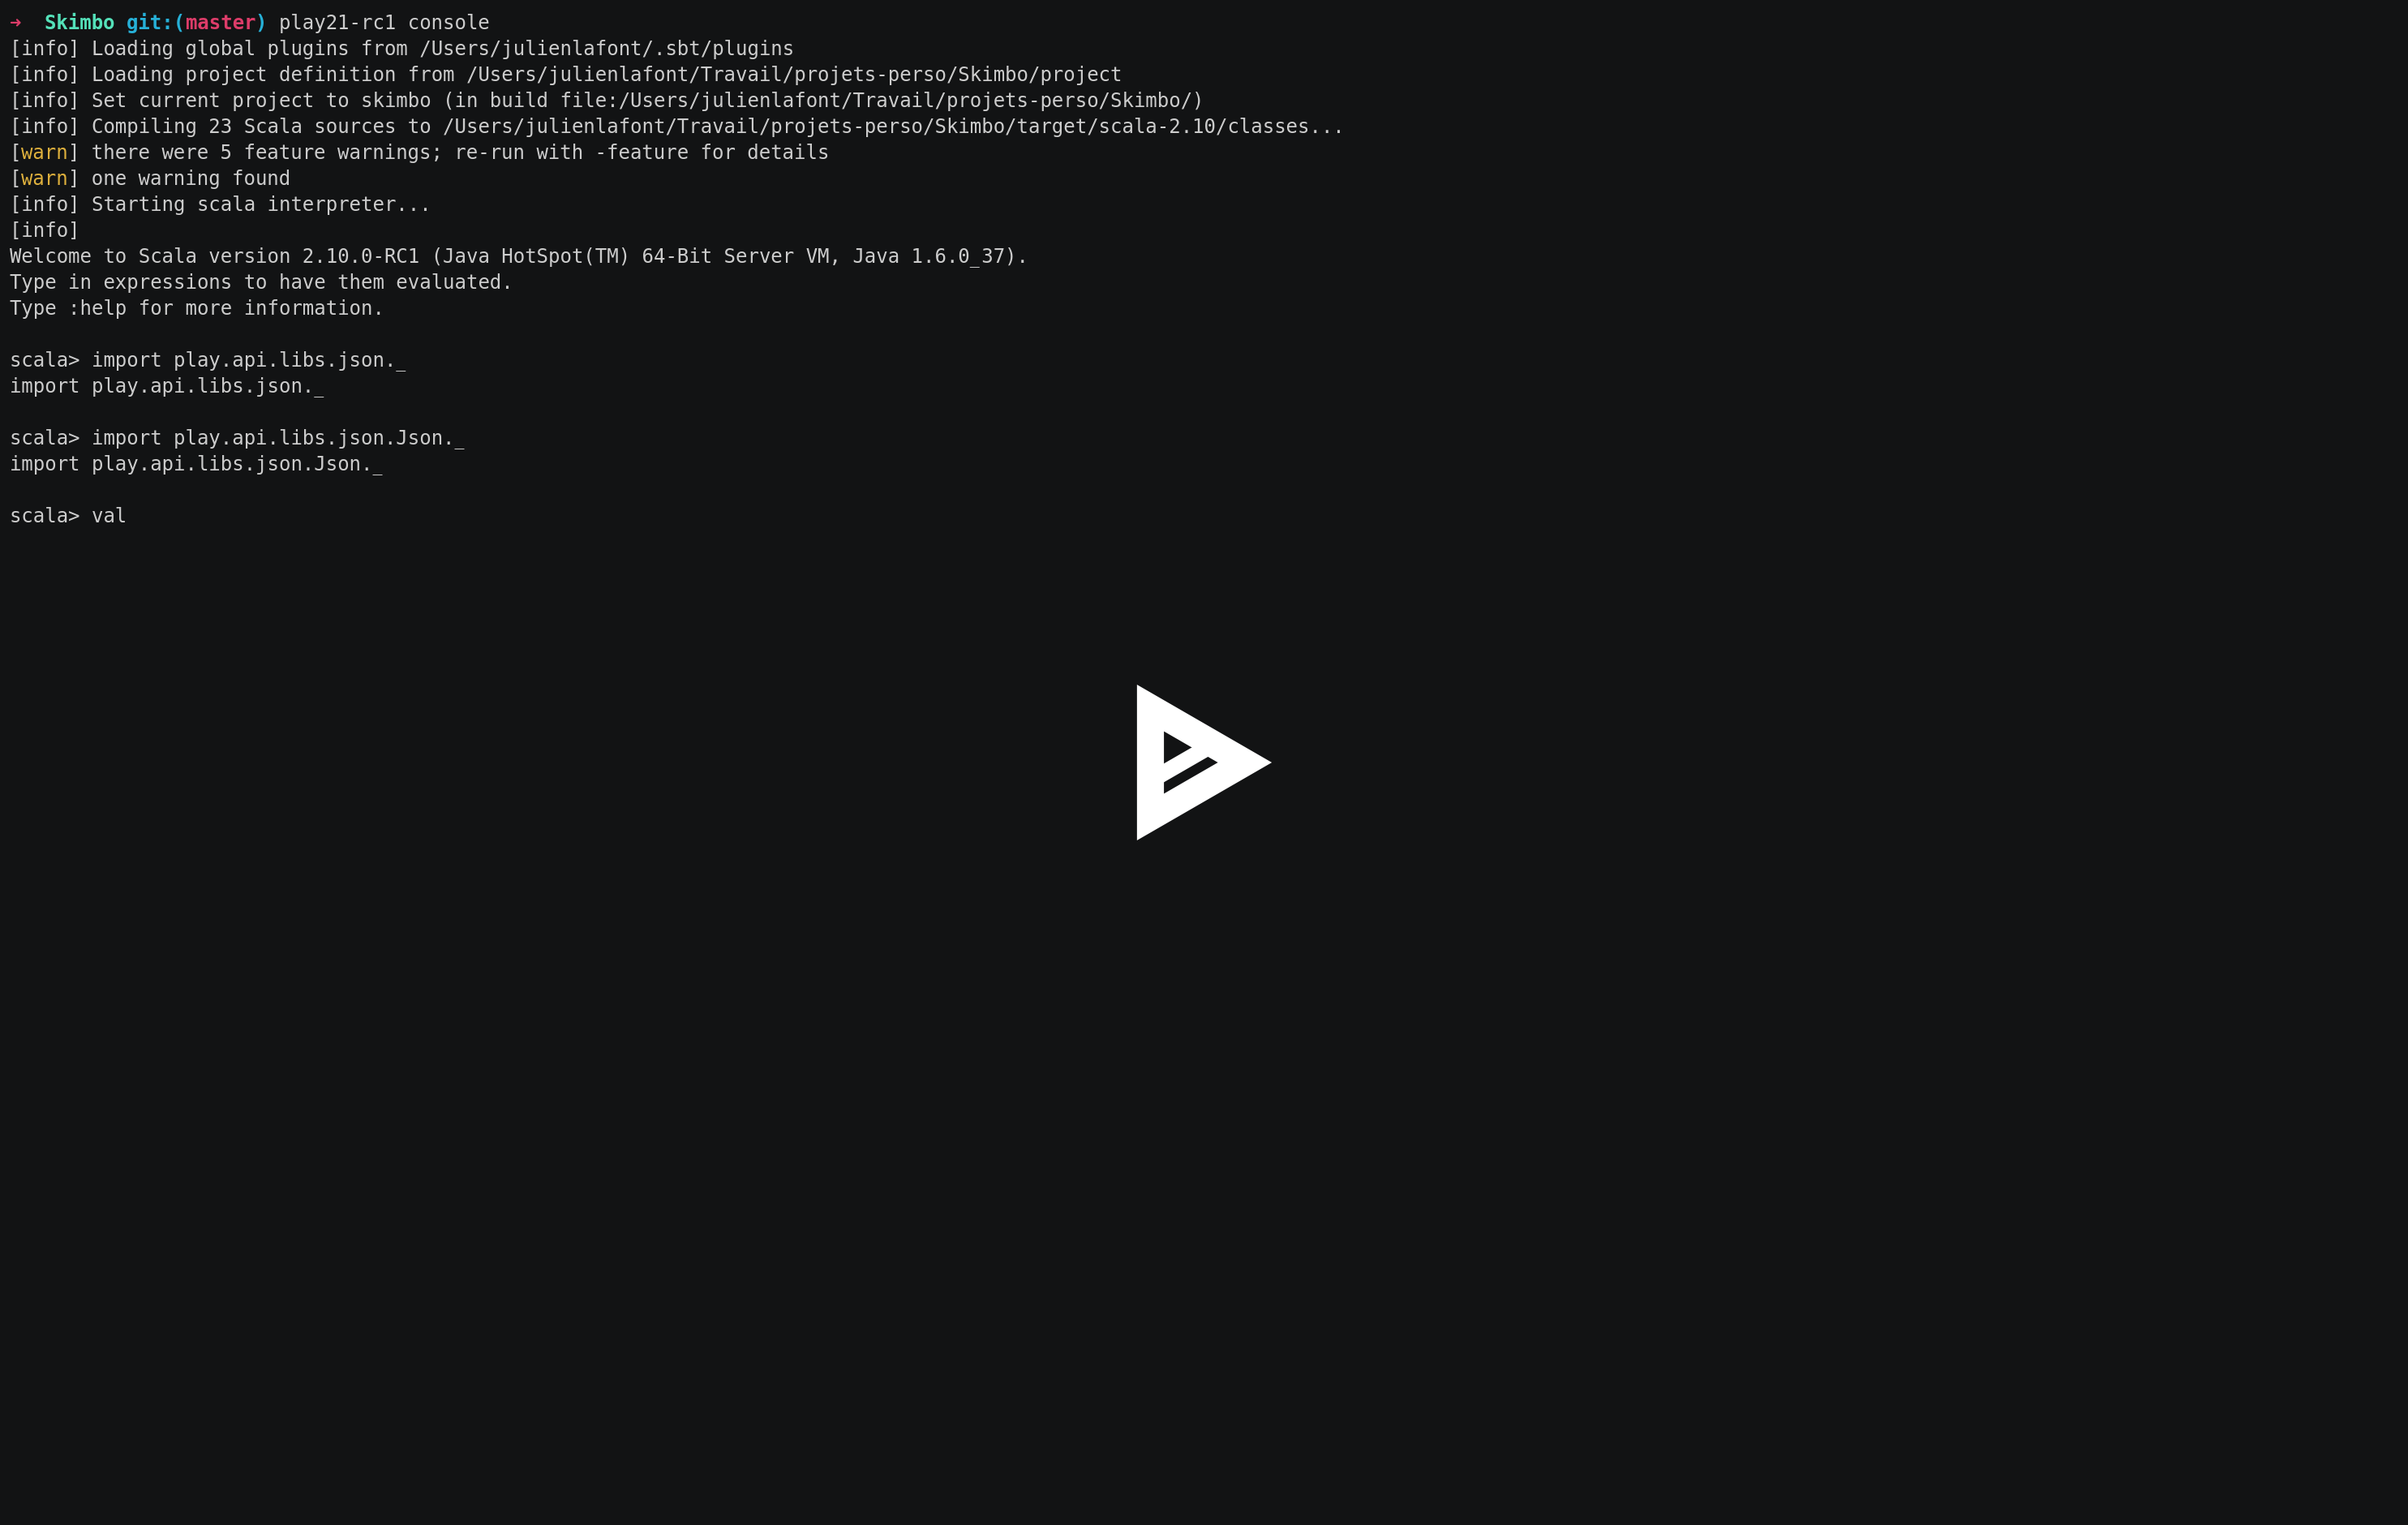 ➜  Skimbo git:(master) play21-rc1 console
[info] Loading global plugins from /Users/julienlafont/.sbt/plugins
[info] Loading project definition from /Users/julienlafont/Travail/projets-perso/Skimbo/project
[info] Set current project to skimbo (in build file:/Users/julienlafont/Travail/projets-perso/Skimbo/)
[info] Compiling 23 Scala sources to /Users/julienlafont/Travail/projets-perso/Skimbo/target/scala-2.10/classes...
[warn] there were 5 feature warnings; re-run with -feature for details
[warn] one warning found
[info] Starting scala interpreter...
[info]
Welcome to Scala version 2.10.0-RC1 (Java HotSpot(TM) 64-Bit Server VM, Java 1.6.0_37).
Type in expressions to have them evaluated.
Type :help for more information.

scala> import play.api.libs.json._
import play.api.libs.json._

scala> import play.api.libs.json.Json._
import play.api.libs.json.Json._

scala> val